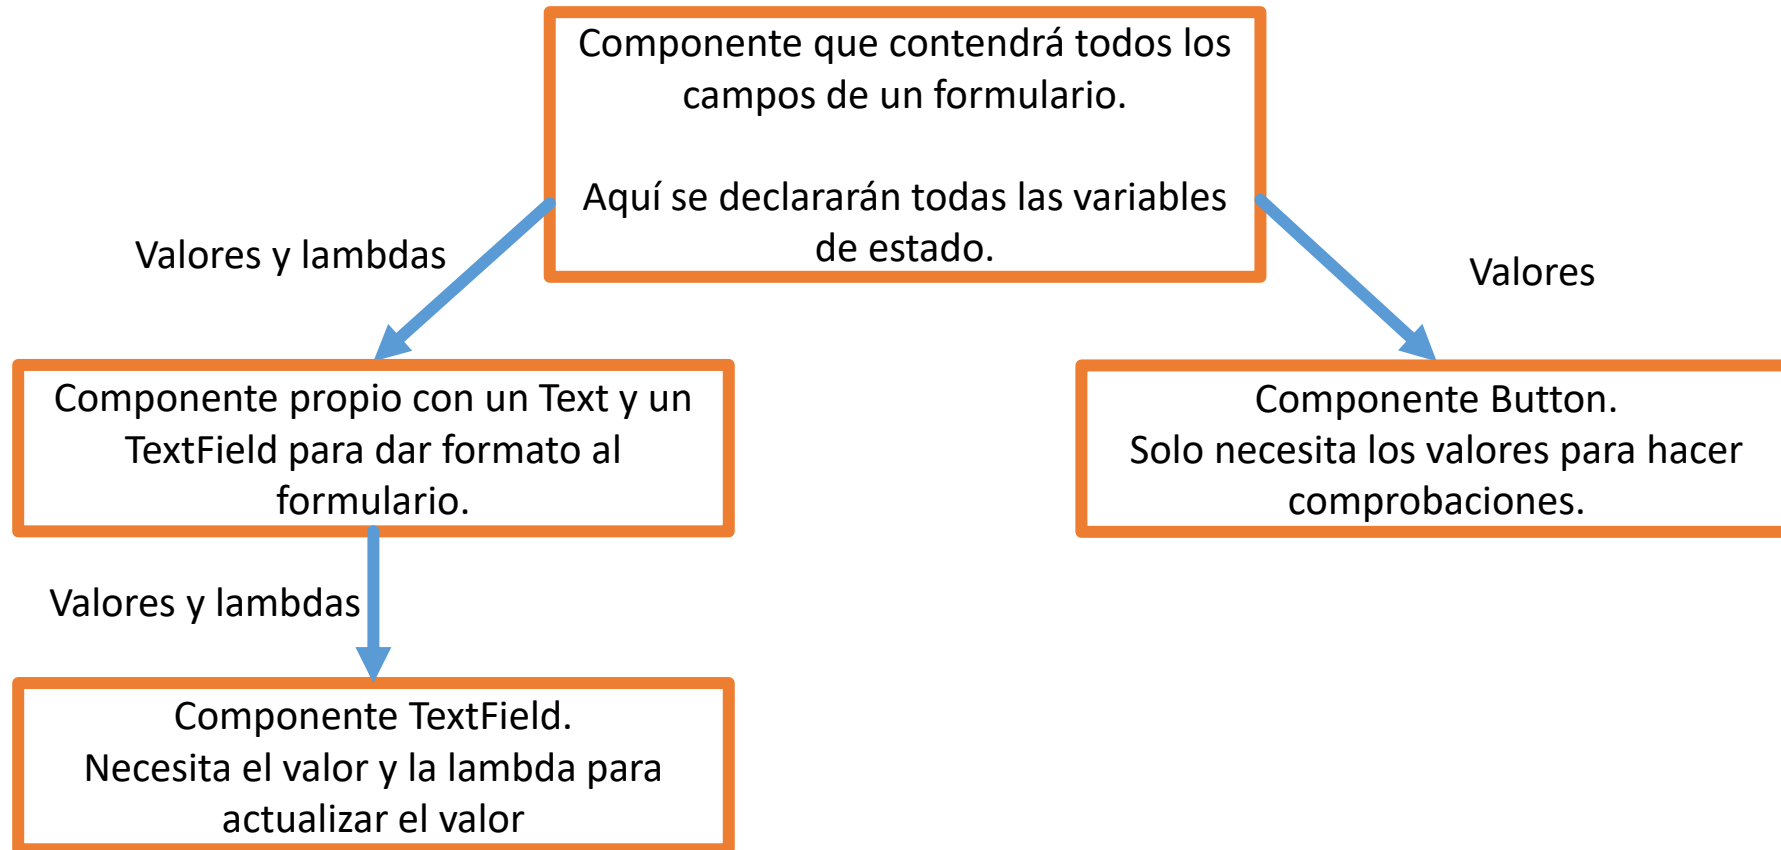 Componente que contendrá todos los
campos de un formulario.
Aquí se declararán todas las variables
de estado.
Valores y lambdas
Valores
Componente propio con un Text y un
TextField para dar formato al
formulario.
Componente Button.
Solo necesita los valores para hacer
comprobaciones.
Valores y lambdas
Componente TextField.
Necesita el valor y la lambda para
actualizar el valor